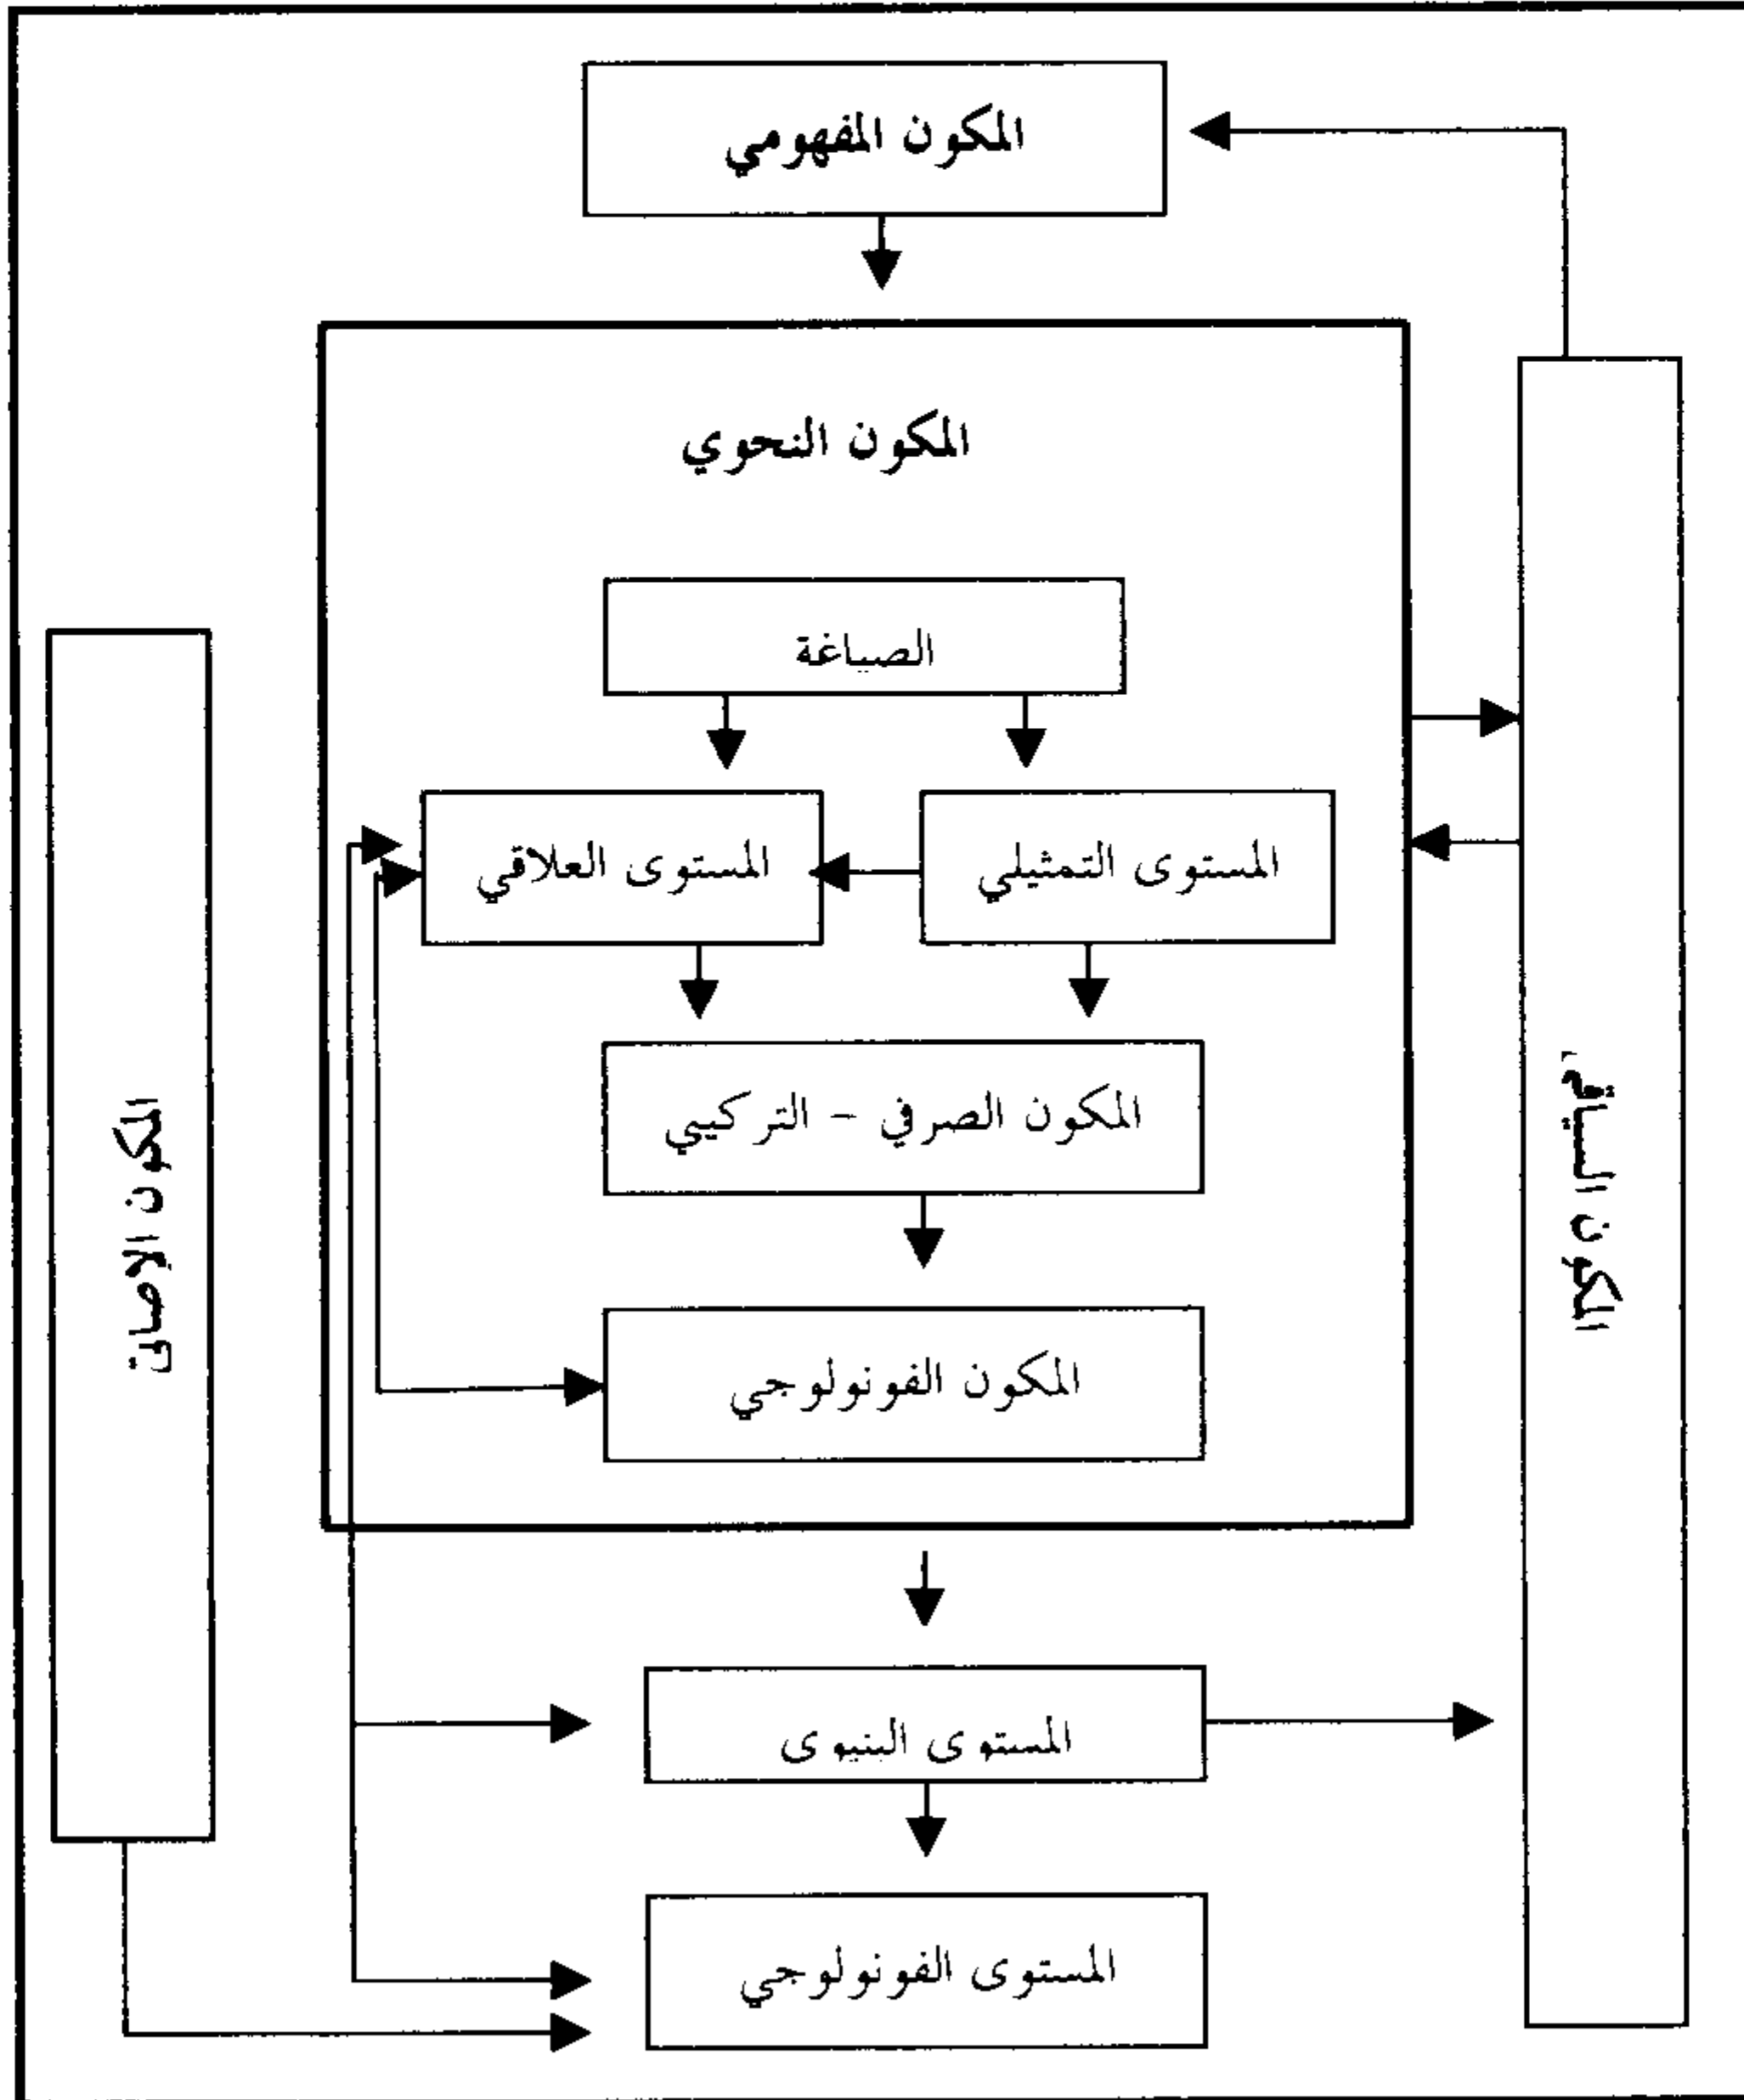 المكون المفهومي
المكون النحوي
الصياغة
المستوى التمثيلي
المستوى العلاقي
المكون الصرفي – التركيبي
المكون الفونولوجي
المستوى البنيوى
المستوى الفونولوجي
المكون السياقي
المكون الإصاتي